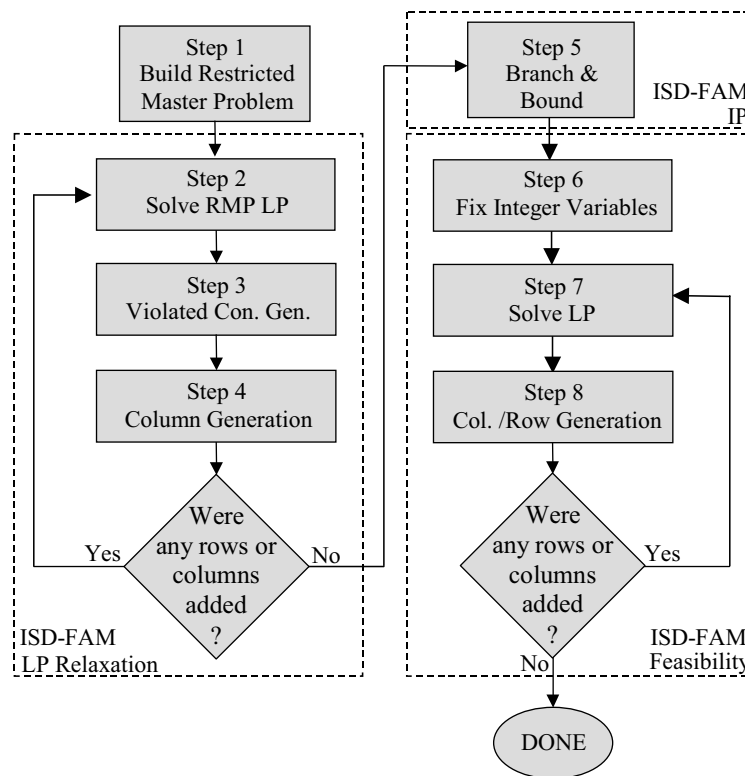 Step 1
Build Restricted
Master Problem
Step 2
Solve RMP LP
Step 3
Violated Con. Gen.
Step 4
Column Generation
Were
any rows or
columns
added
?
Yes
No
ISD-FAM
LP Relaxation
Step 5
Branch &
Bound
ISD-FAM
IP
Step 6
Fix Integer Variables
Step 7
Solve LP
Step 8
Col. /Row Generation
Were
any rows or
columns
added
?
Yes
No
ISD-FAM
Feasibility
DONE